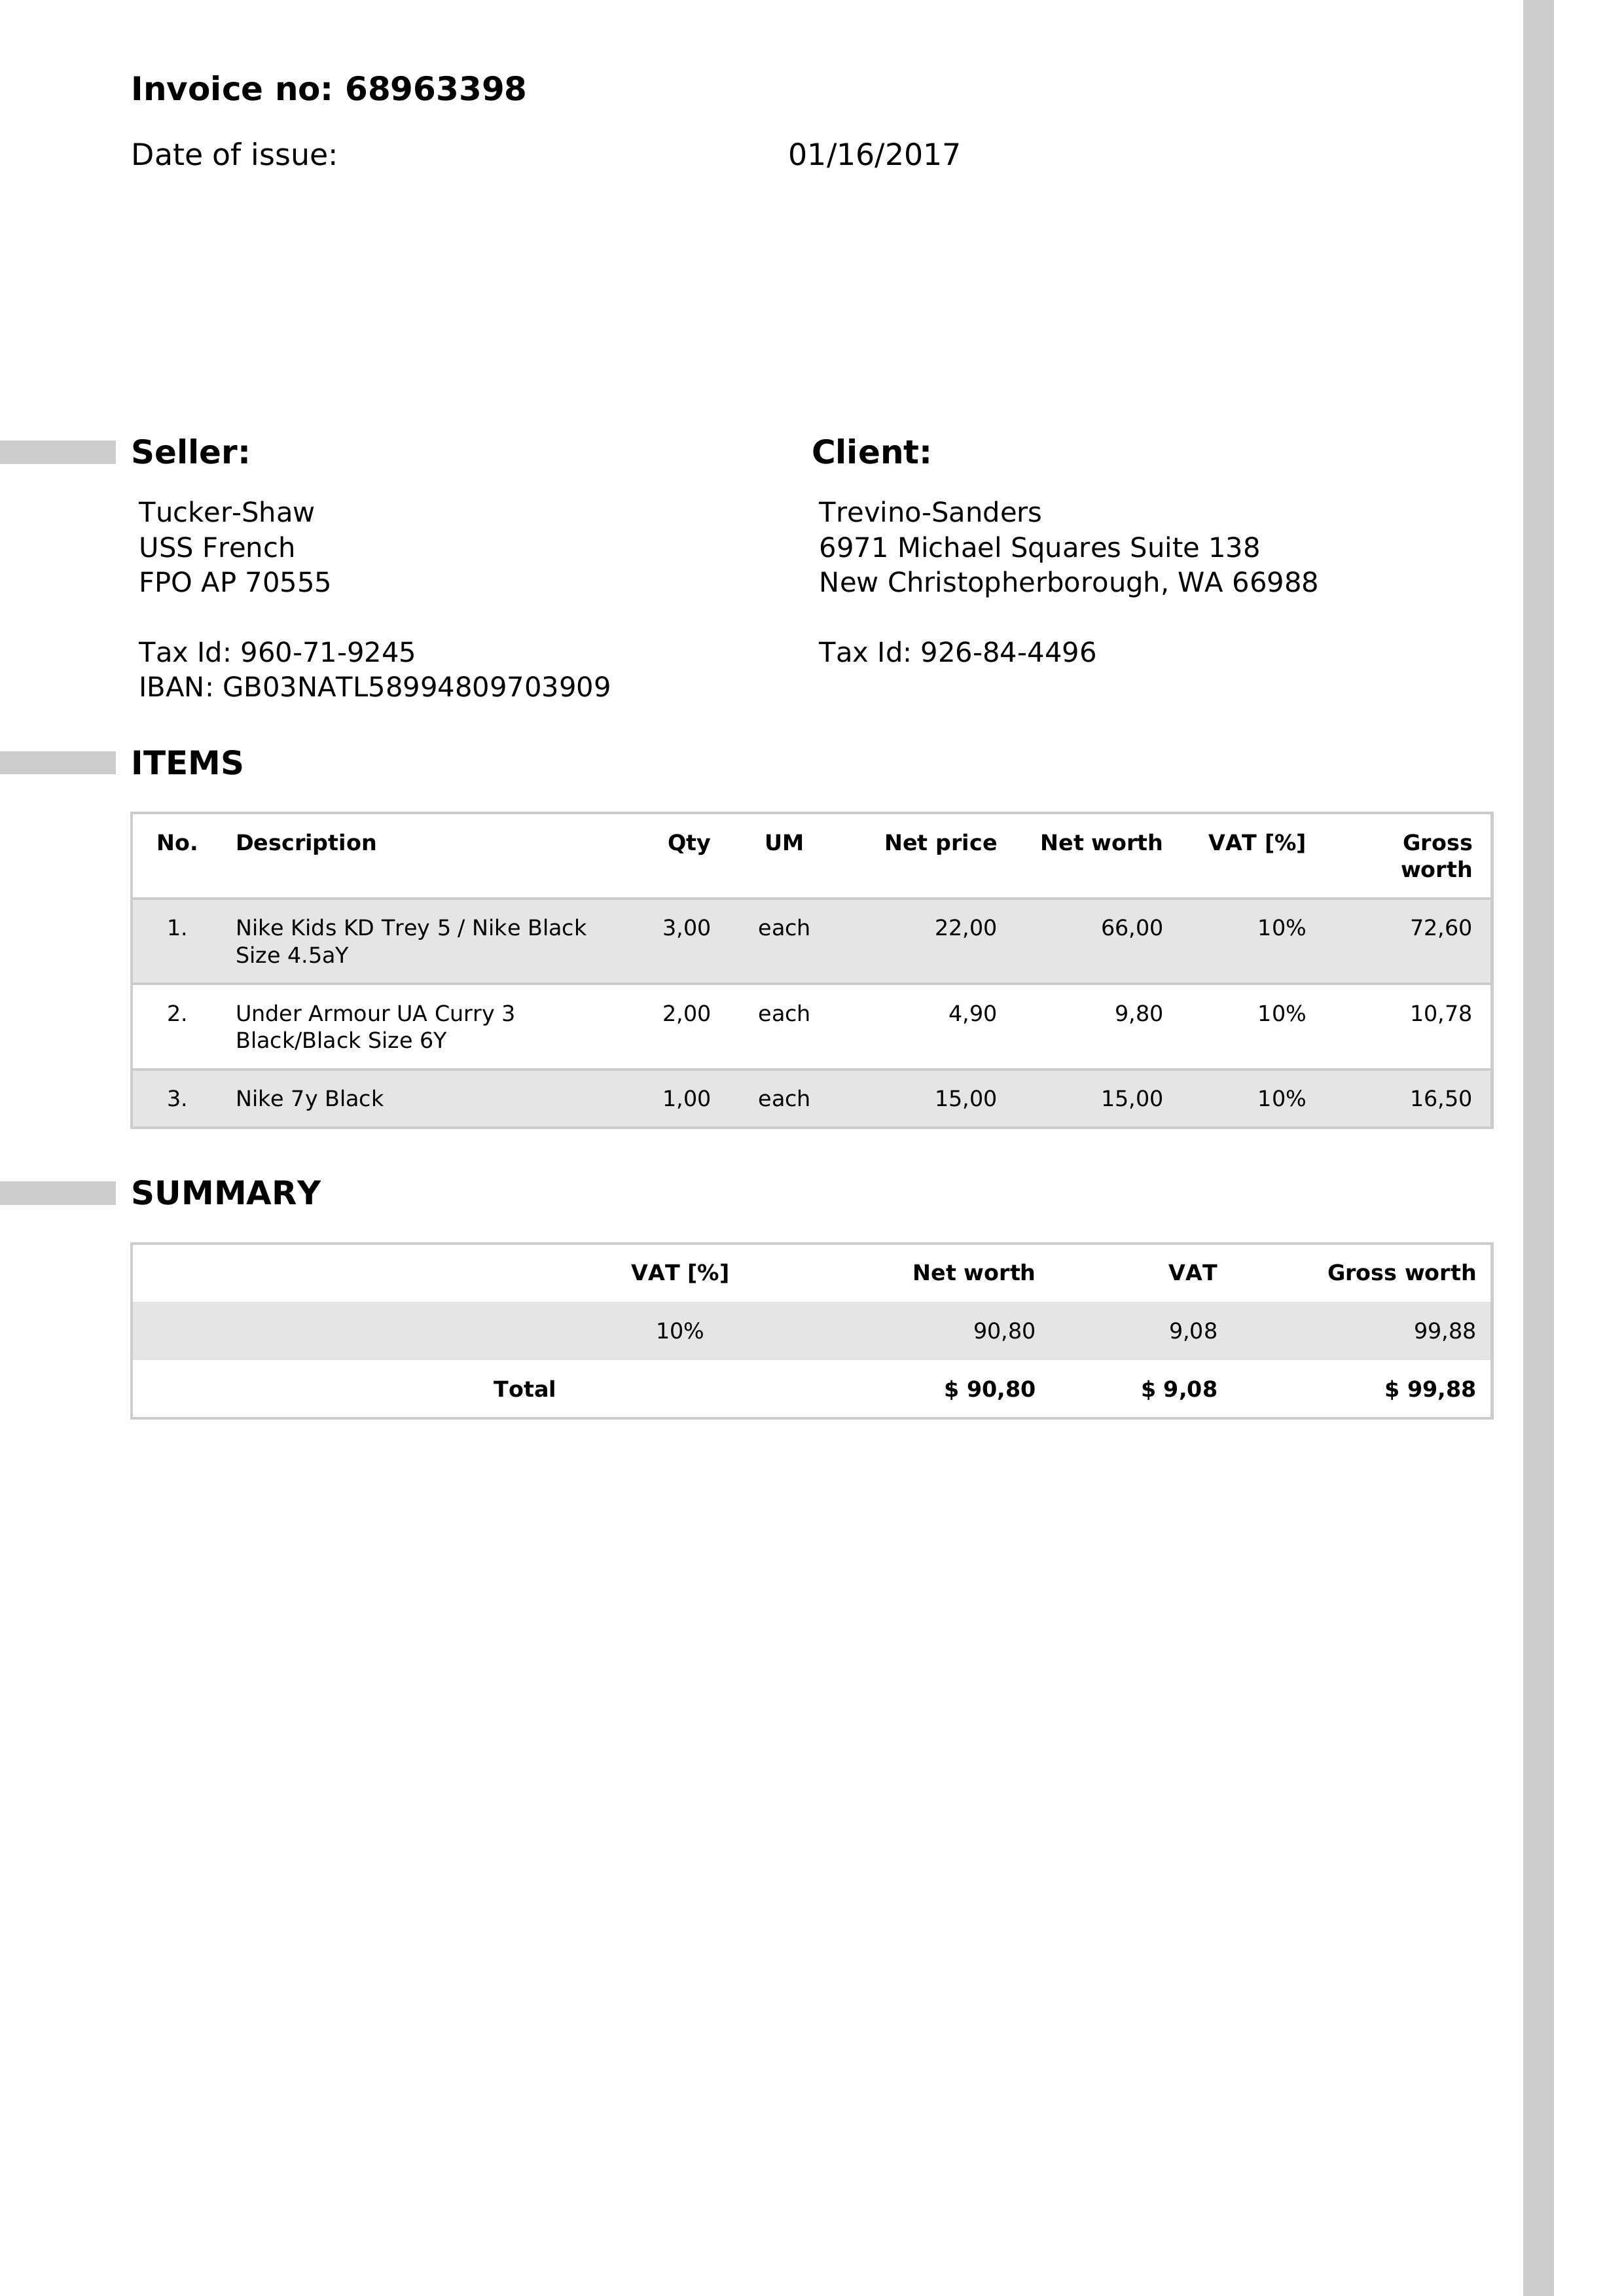 Invoice no: 68963398
Date of issue: 01/16/2017
Seller:
Tucker-Shaw
USS French
FPO AP 70555
Tax Id: 960-71-9245
IBAN: GB03NATL58994809703909
Client:
Trevino-Sanders
6971 Michael Squares Suite 138
New Christopherborough, WA 66988
Tax Id: 926-84-4496
ITEMS
No. Description Qty UM Net price Net worth VAT [%] Gross
worth
1. Nike Kids KD Trey 5 / Nike Black 3,00 each 22,00 66,00 10% 72,60
Size 4.5aY
2. Under Armour UA Curry 3 2,00 each 4,90 9,80 10% 10,78
Black/Black Size 6Y
3. Nike 7y Black 1,00 each 15,00 15,00 10% 16,50
SUMMARY
VAT [%] Net worth VAT Gross worth
10% 90,80 9,08 99,88
Total $ 90,80 $ 9,08 $ 99,88